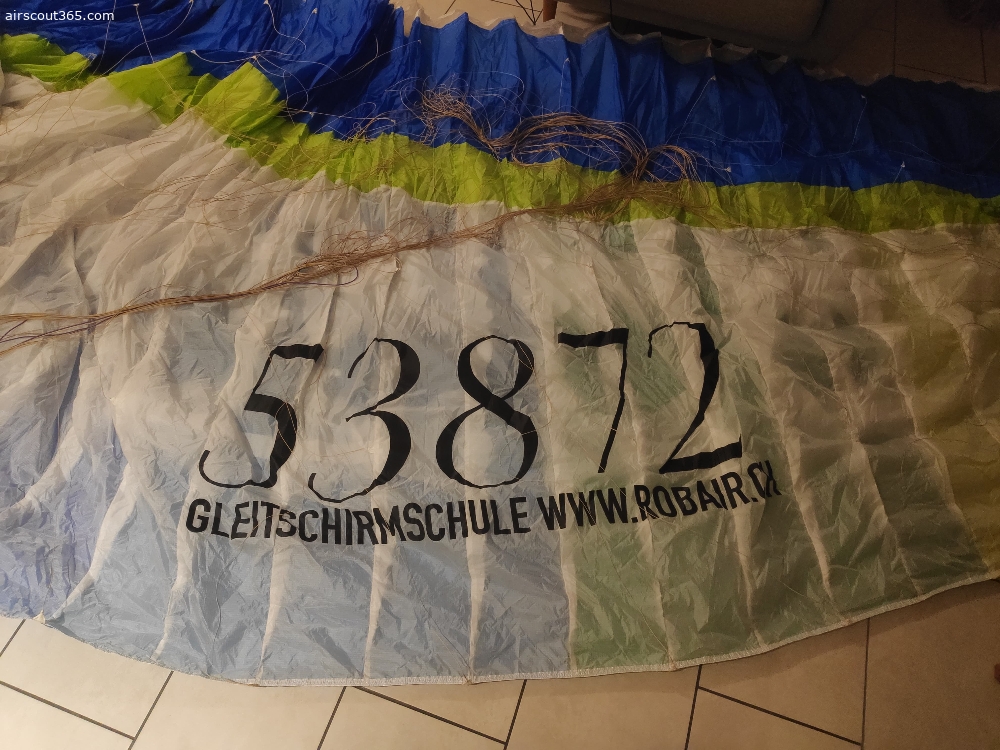 airscout365.com
53872
GLEITSCHIRMSCHULE WWW.ROBAIR.CH